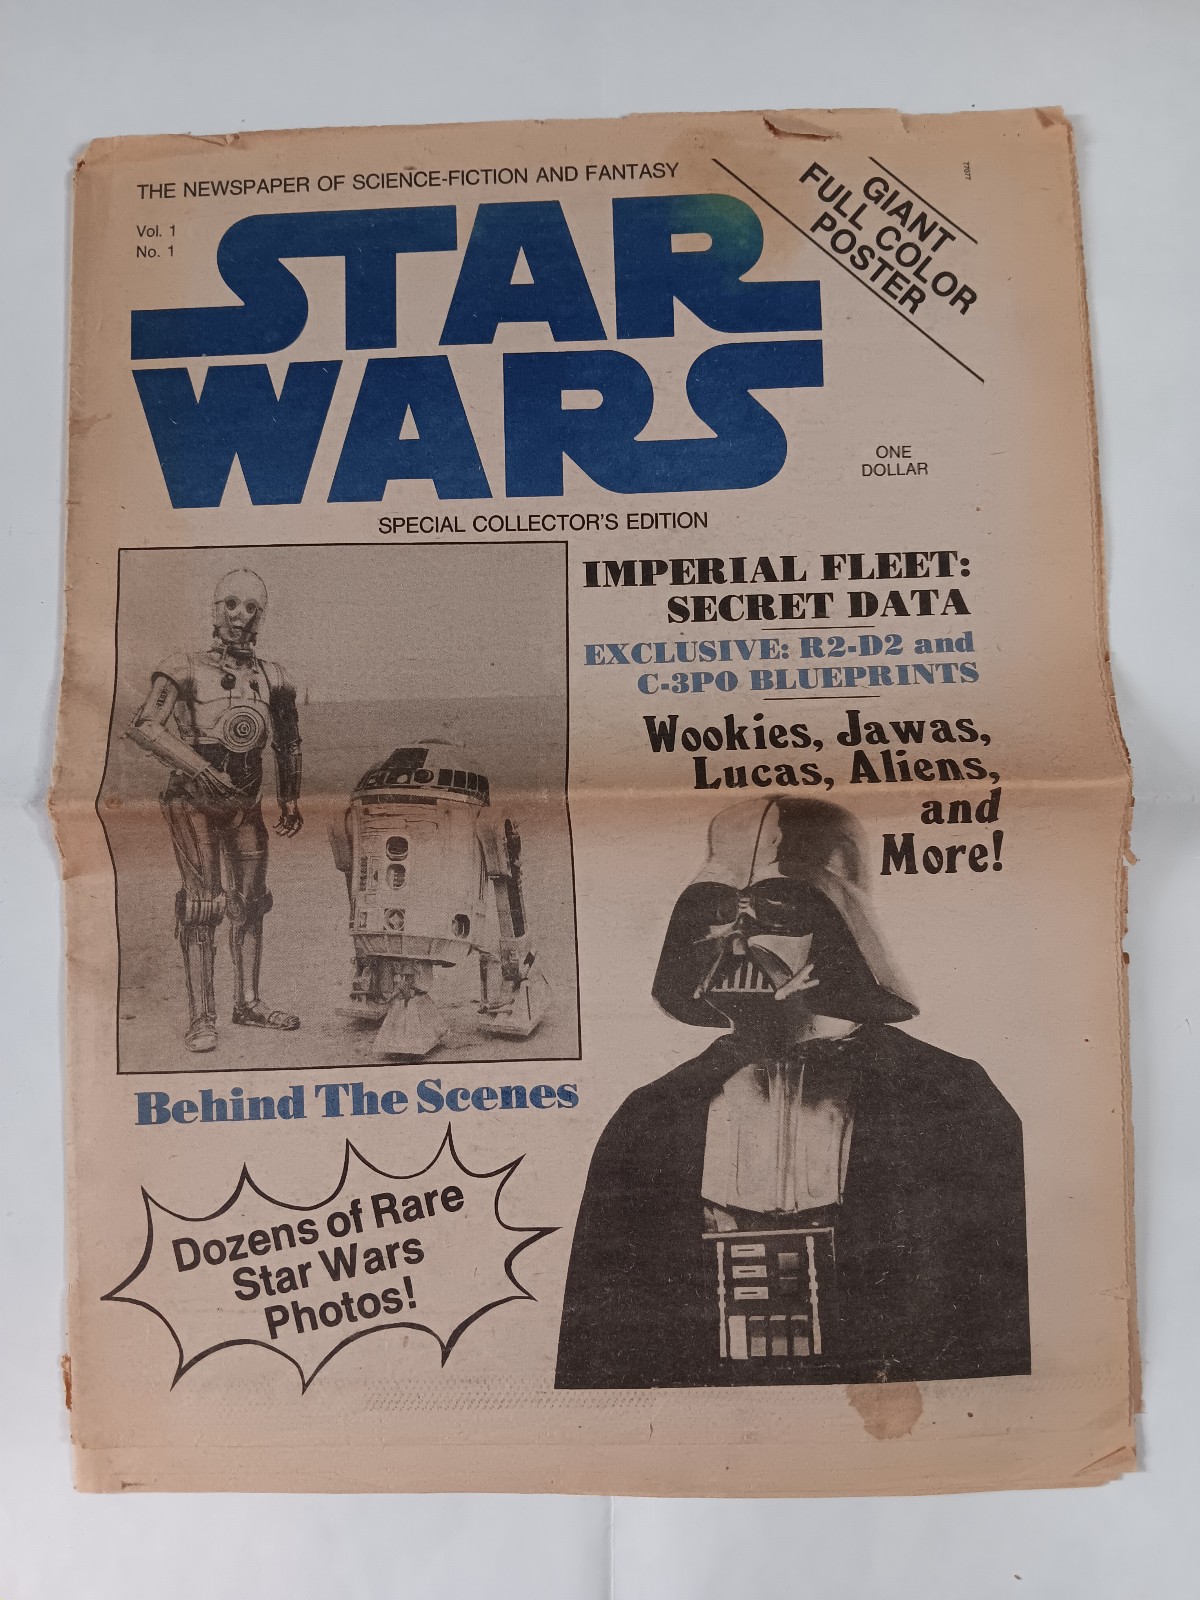 THE NEWSPAPER OF SCIENCE-FICTION AND FANTASY
Vol. 1
No. 1
STAR
WARS
GIANT
FULL COLOR
POSTER
ONE
DOLLAR
SPECIAL COLLECTOR'S EDITION
IMPERIAL FLEET:
SECRET DATA
EXCLUSIVE: R2-D2 and
C-3PO BLUEPRINTS
Wookies, Jawas,
Lucas, Aliens,
and
More!
Behind The Scenes
Dozens of Rare
Star Wars
Photos!